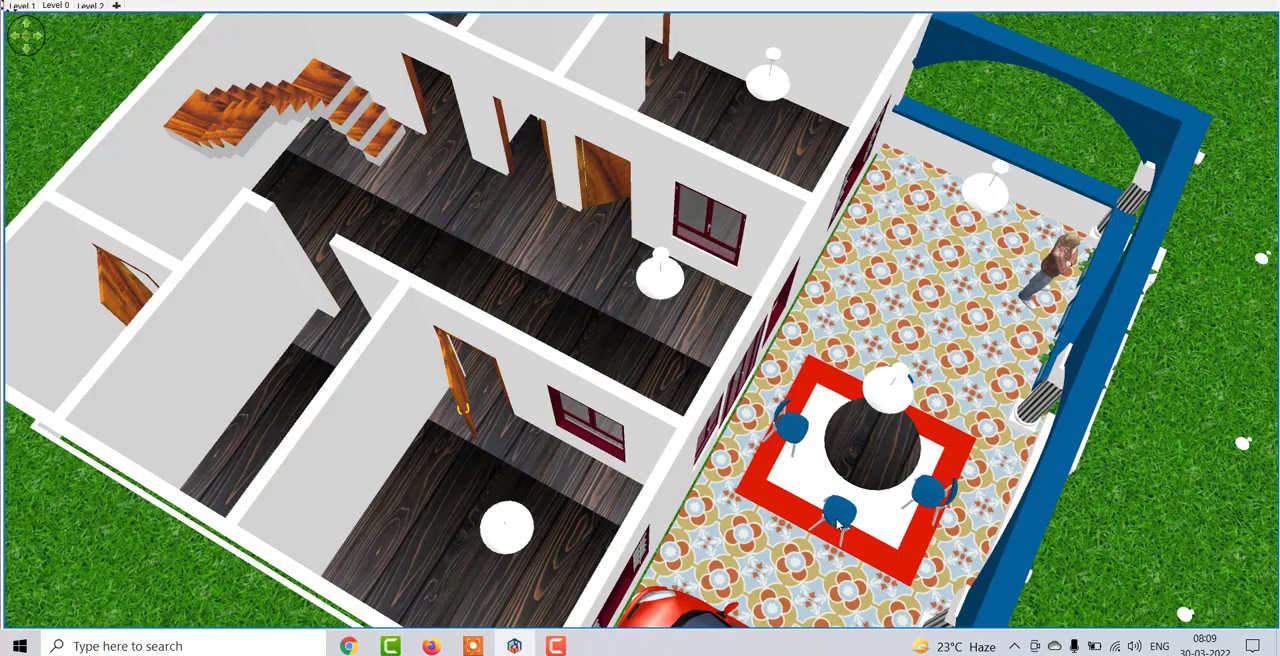 Level 1 Level 0 Level 2
Type here to search
23°C Haze
ENG
08:09
30-03-2022